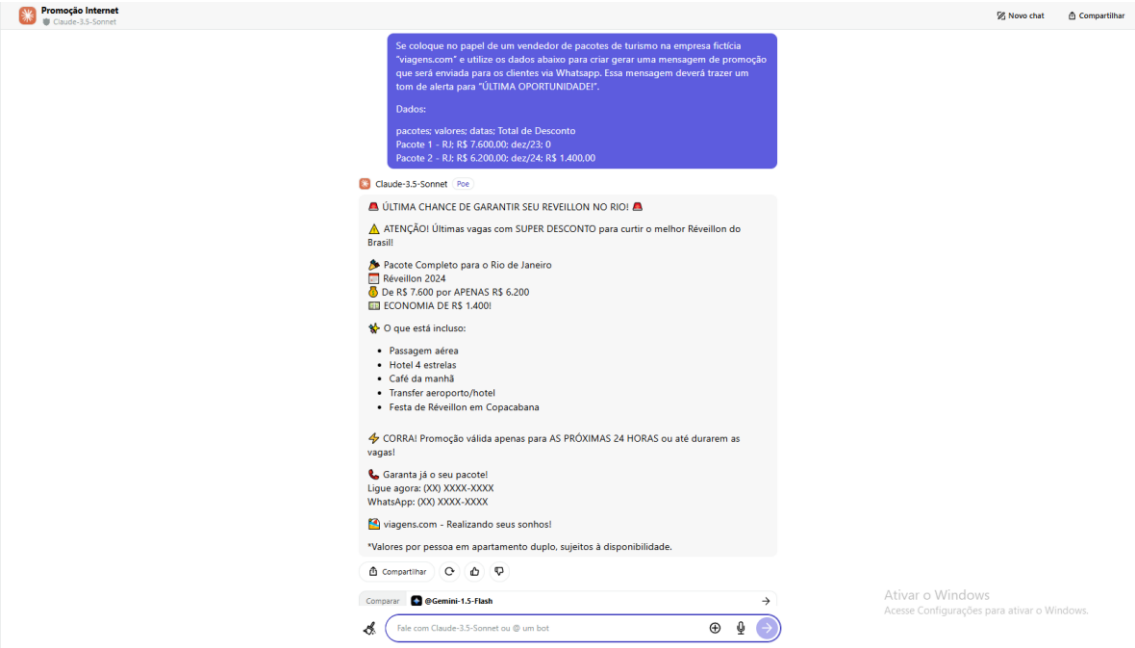 Promoção Internet
Claude-3.5-Sonnet
Novo chat
Compartilhar
Se coloque no papel de um vendedor de pacotes de turismo na empresa fictícia
"viagens.com" e utilize os dados abaixo para criar gerar uma mensagem de promoção
que será enviada para os clientes via Whatsapp. Essa mensagem deverá trazer um
tom de alerta para "ÚLTIMA OPORTUNIDADE!".
Dados:
pacotes; valores; datas; Total de Desconto
Pacote 1 - RJ; R$ 7.600,00; dez/23; 0
Pacote 2 - RJ; R$ 6.200,00; dez/24; R$ 1.400,00
Claude-3.5-Sonnet Poe
🚨 ÚLTIMA CHANCE DE GARANTIR SEU REVEILLON NO RIO! 🚨
⚠️ ATENÇÃO! Últimas vagas com SUPER DESCONTO para curtir o melhor Réveillon do
Brasil!
🎉 Pacote Completo para o Rio de Janeiro
📅 Réveillon 2024
💰 De R$ 7.600 por APENAS R$ 6.200
💵 ECONOMIA DE R$ 1.400!
✨ O que está incluso:
• Passagem aérea
• Hotel 4 estrelas
• Café da manhã
• Transfer aeroporto/hotel
• Festa de Réveillon em Copacabana
⚡ CORRA! Promoção válida apenas para AS PRÓXIMAS 24 HORAS ou até durarem as
vagas!
📞 Garanta já o seu pacote!
Ligue agora: (XX) XXXX-XXXX
WhatsApp: (XX) XXXX-XXXX
viagens.com - Realizando seus sonhos!
*Valores por pessoa em apartamento duplo, sujeitos à disponibilidade.
Compartilhar
Comparar @Gemini-1.5-Flash
Fale com Claude-3.5-Sonnet ou @ um bot
Ativar o Windows
Acesse Configurações para ativar o Windows.